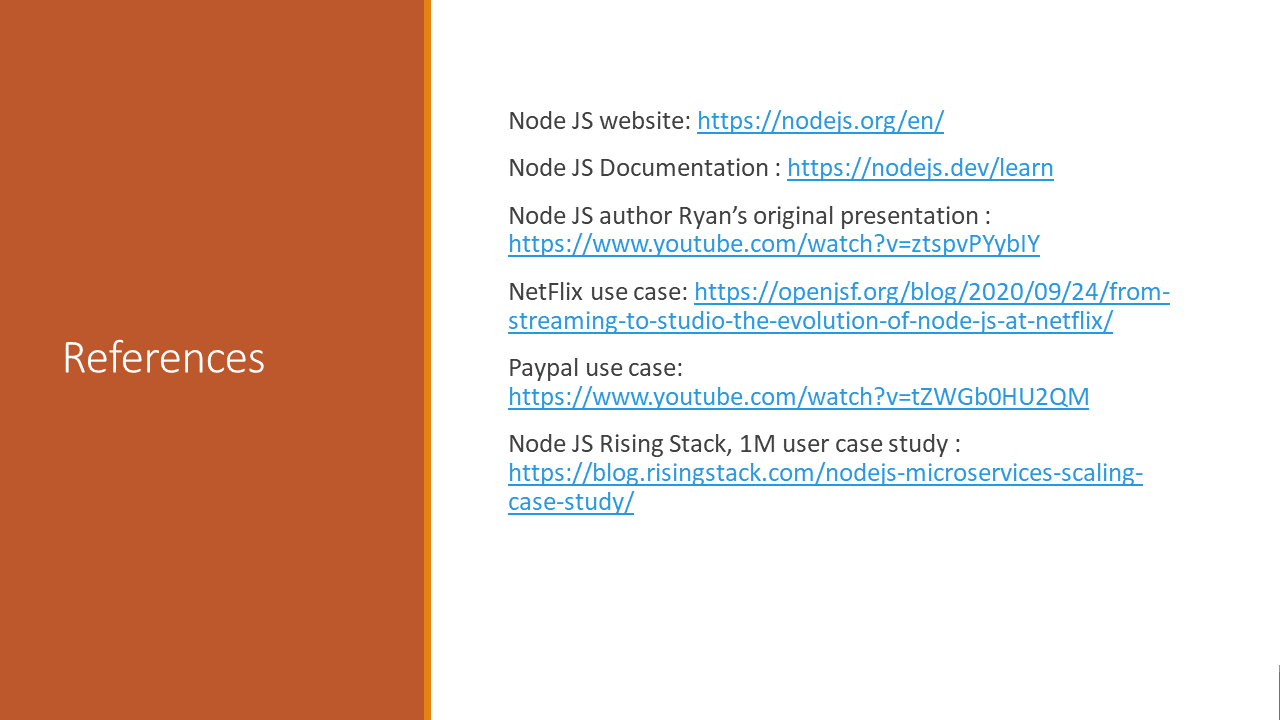 References
Node JS website: https://nodejs.org/en/
Node JS Documentation : https://nodejs.dev/learn
Node JS author Ryan’s original presentation :
https://www.youtube.com/watch?v=ztspvPYybIY
NetFlix use case: https://openjsf.org/blog/2020/09/24/from-
streaming-to-studio-the-evolution-of-node-js-at-netflix/
Paypal use case:
https://www.youtube.com/watch?v=tZWGb0HU2QM
Node JS Rising Stack, 1M user case study :
https://blog.risingstack.com/nodejs-microservices-scaling-
case-study/